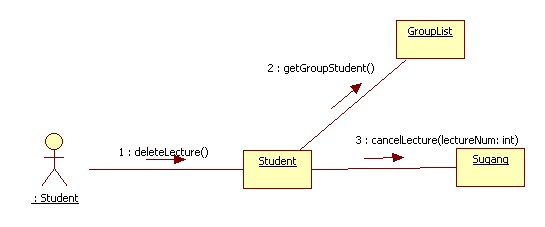 GroupList
2 : getGroupStudent()
1 : deleteLecture()
3 : cancelLecture(lectureNum: int)
Student
Sugang
: Student